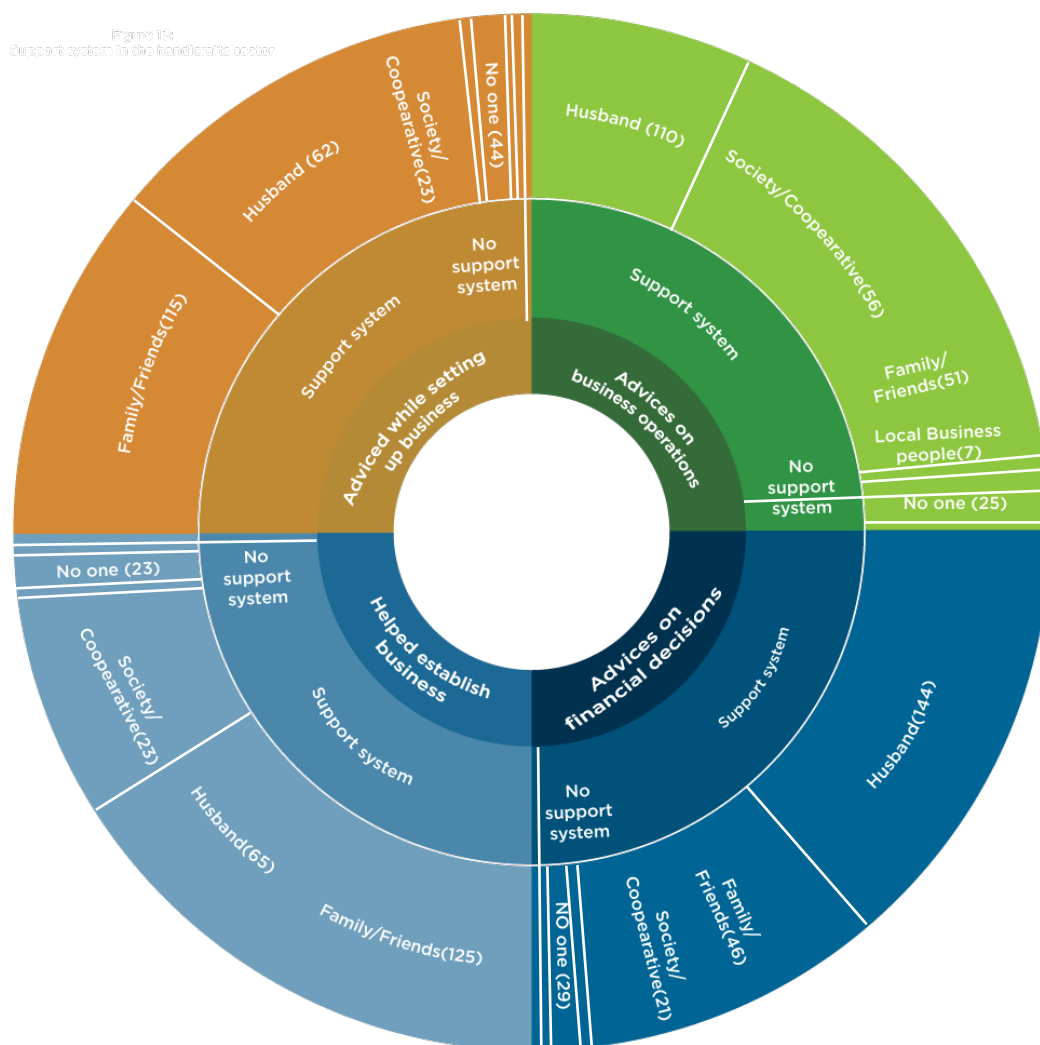 Figure 13:
Support system in the handicrafts sector
Husband (110)
Society/Coopearative(56)
Family/
Friends(51)
Local Business
people(7)
No one (25)
Support system
No
support
system
Advices on
business operations
Husband(144)
Family/
Friends(46)
Society/
Coopearative(21)
NO one (29)
Support system
No
support
system
Advices on
financial decisions
Family/Friends(125)
Husband(65)
Society/
Coopearative(23)
No one (23)
Support system
No
support
system
Helped establish
business
Family/Friends(115)
Husband (62)
Society/
Coopearative(23)
No one (44)
Support system
No
support
system
Adviced while setting
up business